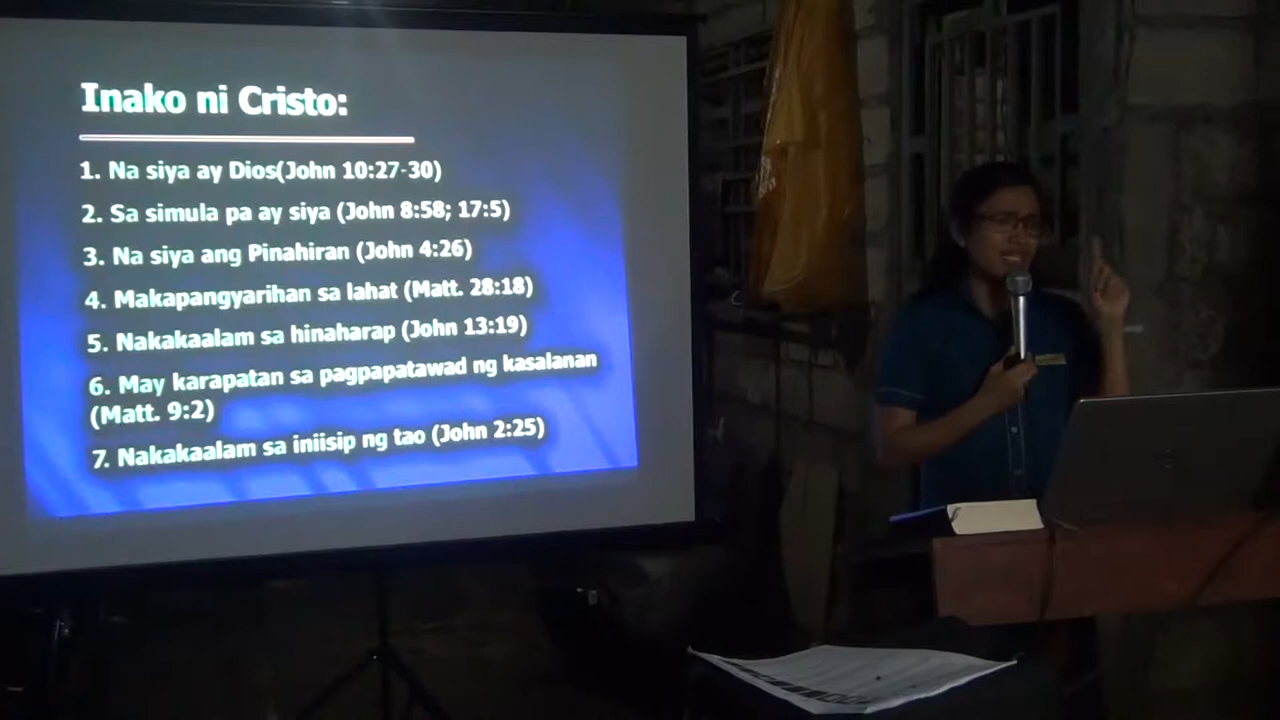 Inako ni Cristo:
1. Na siya ay Dios(John 10:27-30)
2. Sa simula pa ay siya (John 8:58; 17:5)
3. Na siya ang Pinahiran (John 4:26)
4. Makapangyarihan sa lahat (Matt. 28:18)
5. Nakakaalam sa hinaharap (John 13:19)
6. May karapatan sa pagpapatawad ng kasalanan
(Matt. 9:2)
7. Nakakaalam sa iniisip ng tao (John 2:25)